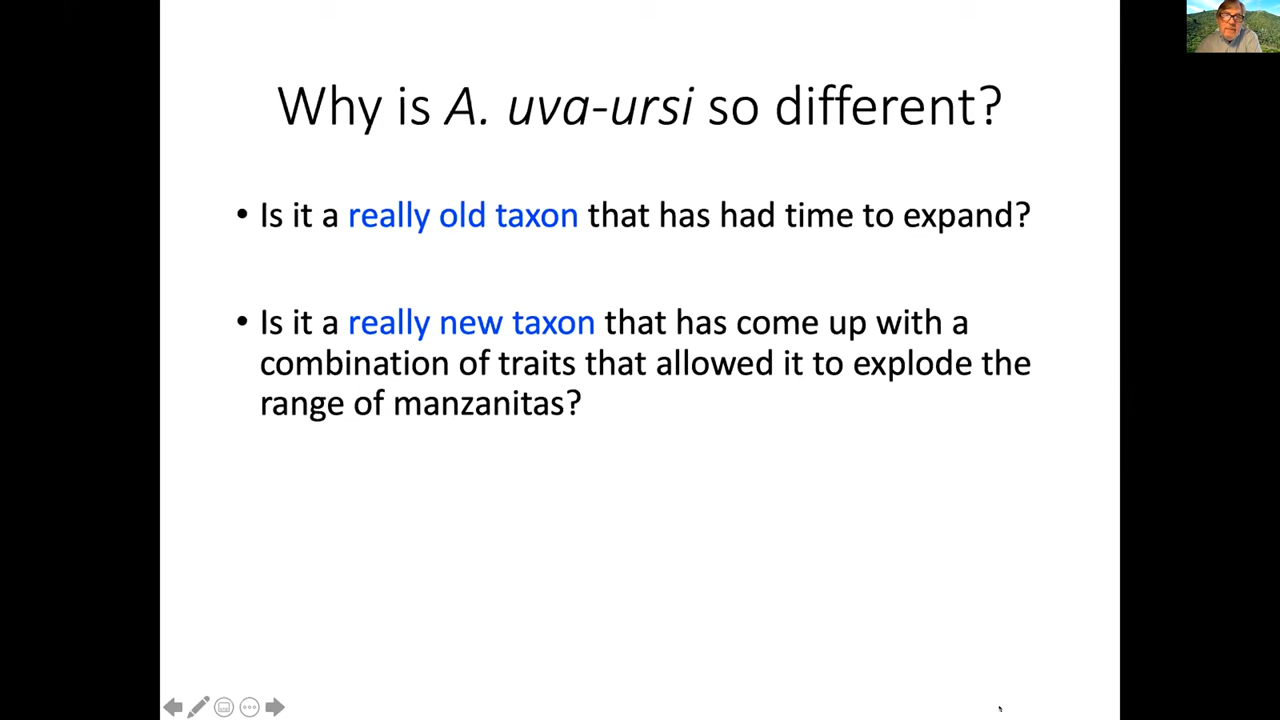 Why is A. uva-ursi so different?
• Is it a really old taxon that has had time to expand?
• Is it a really new taxon that has come up with a
combination of traits that allowed it to explode the
range of manzanitas?